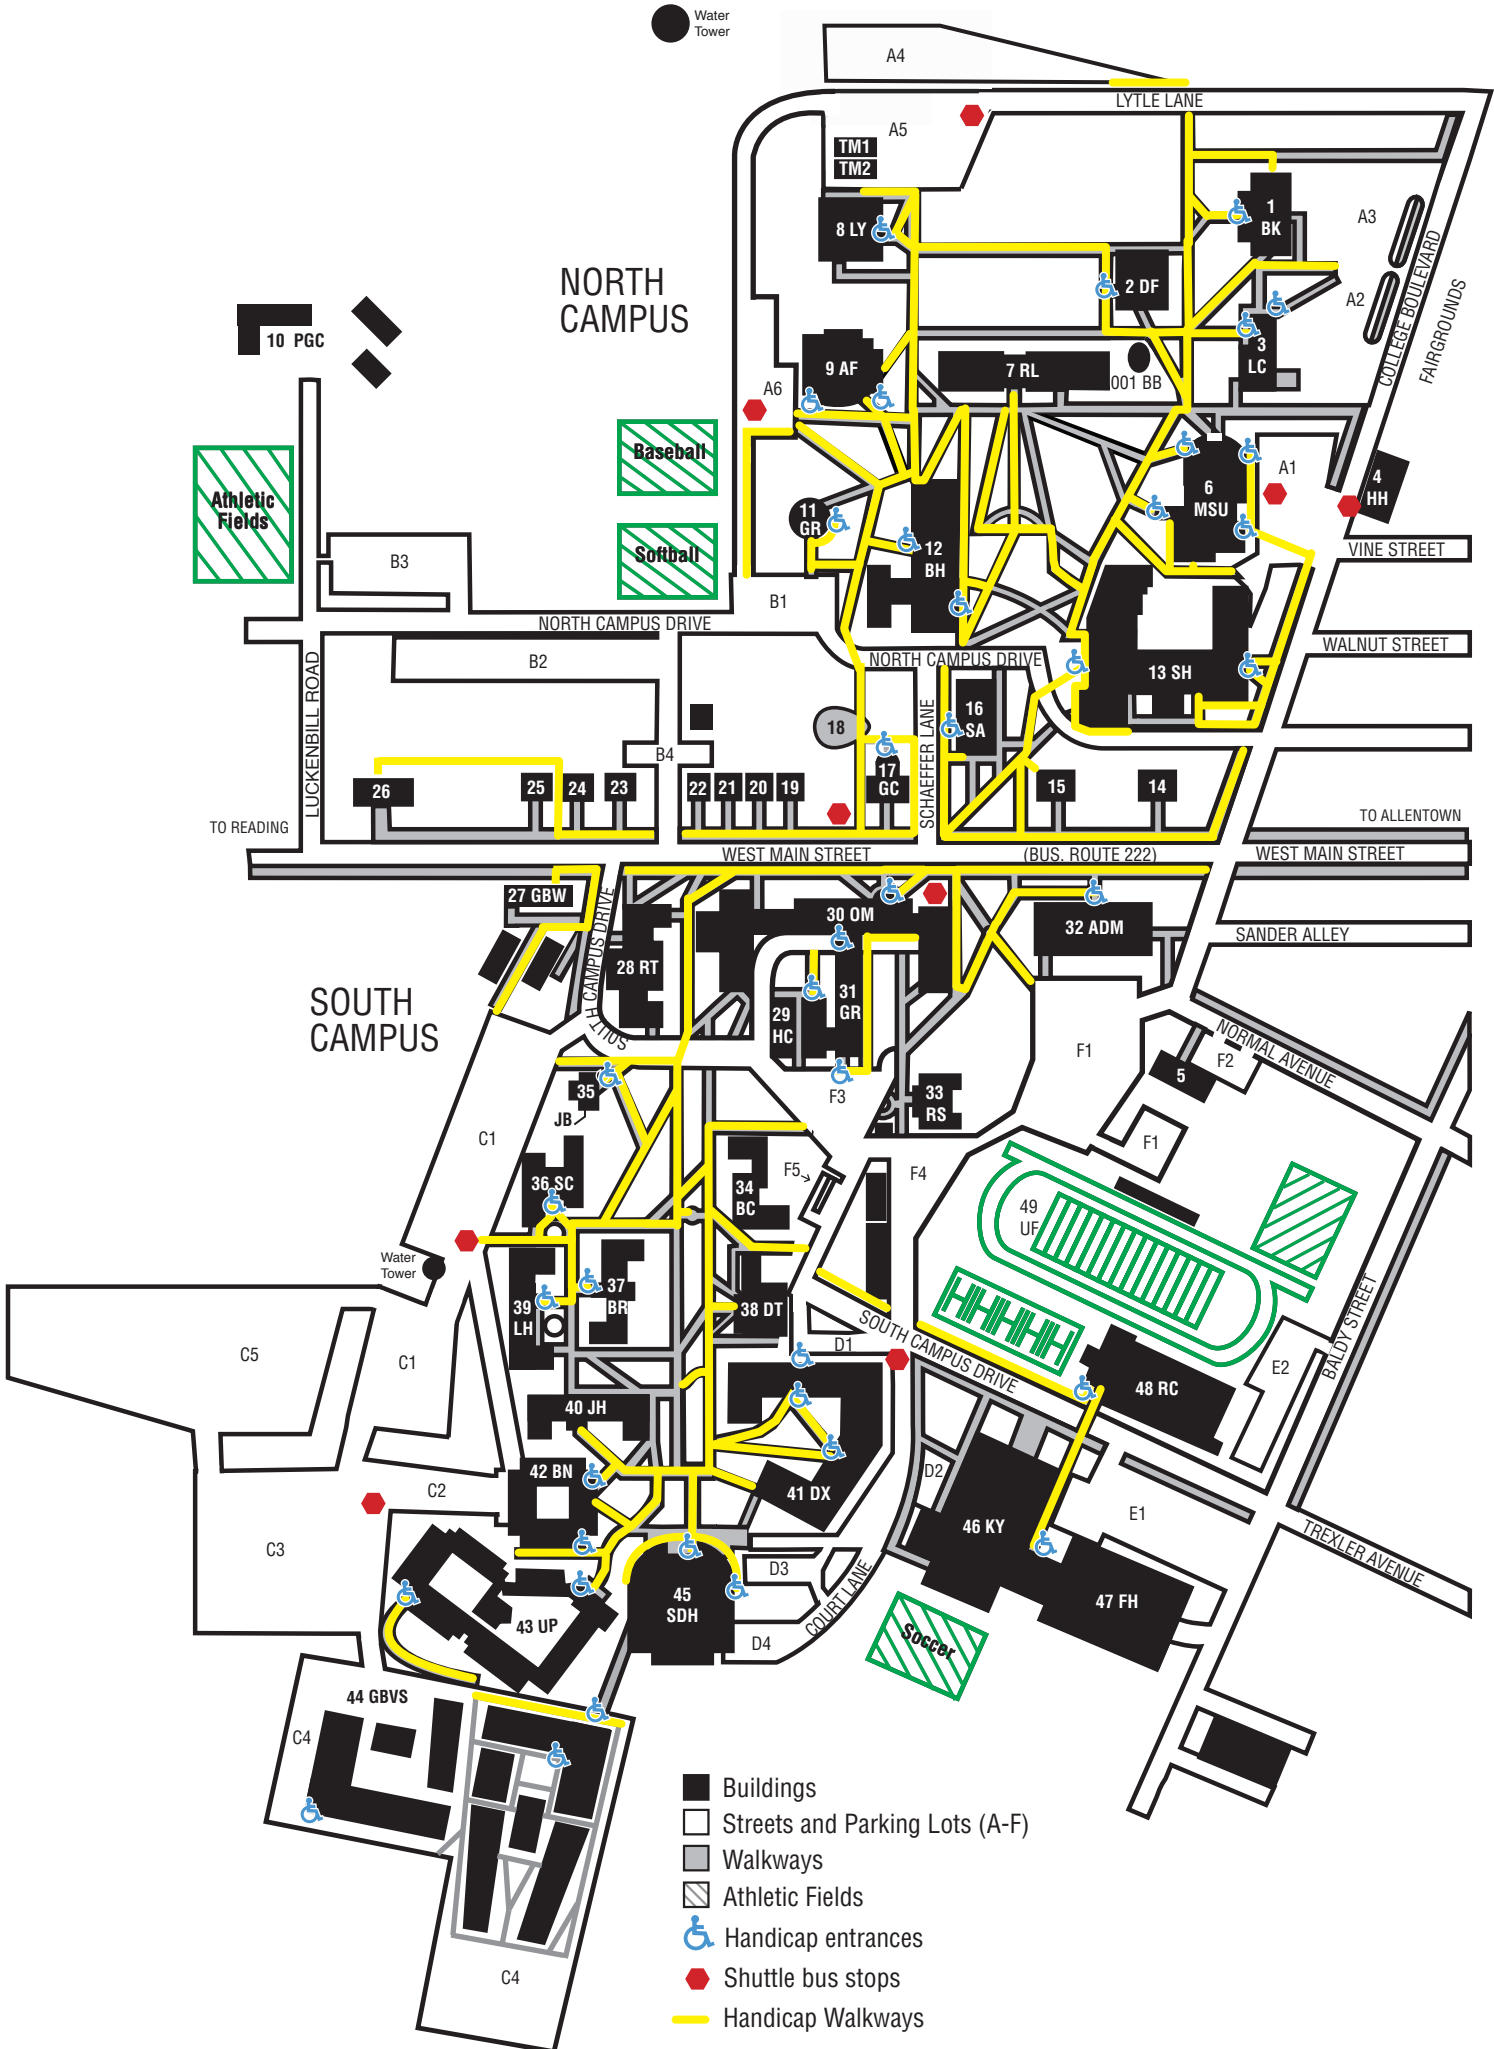 Water
Tower
A4
LYTLE LANE
A5
TM1
TM2
8 LY
1
BK
A3
COLLEGE BOULEVARD
FAIRGROUNDS
NORTH
CAMPUS
2 DF
A2
10 PGC
9 AF
7 RL
001 BB
3
LC
A6
Baseball
Athletic
Fields
A1
4
HH
6
MSU
11
GR
Softball
12
BH
VINE STREET
B3
B1
NORTH CAMPUS DRIVE
NORTH CAMPUS DRIVE
WALNUT STREET
B2
13 SH
LUCKENBILL ROAD
SCHAEFFER LANE
16
SA
18
B4
17
GC
26
25
24
23
22
21
20
19
15
14
TO READING
TO ALLENTOWN
WEST MAIN STREET
(BUS. ROUTE 222)
WEST MAIN STREET
27 GBW
SOUTH CAMPUS DRIVE
30 OM
32 ADM
SANDER ALLEY
28 RT
31
GR
29
HC
SOUTH
CAMPUS
NORMAL AVENUE
F1
F2
5
35
JB
F3
33
RS
C1
F1
36 SC
34
BC
F5
F4
49
UF
Water
Tower
37
BR
39
LH
38 DT
SOUTH CAMPUS DRIVE
D1
BALDY STREET
C5
C1
E2
48 RC
40 JH
42 BN
41 DX
D2
C2
46 KY
E1
C3
TREXLER AVENUE
D3
COURT LANE
45
SDH
47 FH
43 UP
D4
Soccer
44 GBVS
C4
C4
Buildings
Streets and Parking Lots (A-F)
Walkways
Athletic Fields
Handicap entrances
Shuttle bus stops
Handicap Walkways